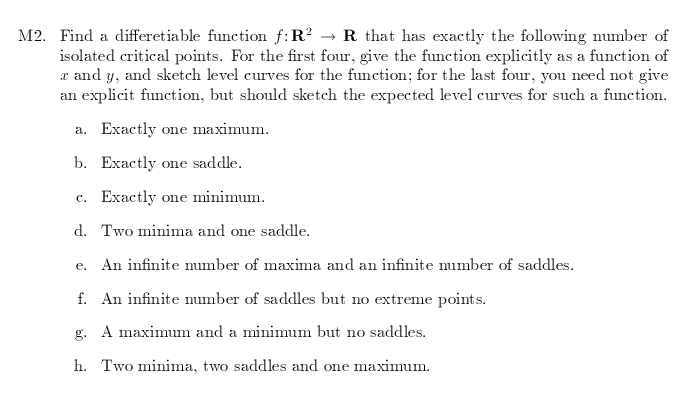 M2. Find a differetiable function f: R² → R that has exactly the following number of
isolated critical points. For the first four, give the function explicitly as a function of
x and y, and sketch level curves for the function; for the last four, you need not give
an explicit function, but should sketch the expected level curves for such a function.
a. Exactly one maximum.
b. Exactly one saddle.
c. Exactly one minimum.
d. Two minima and one saddle.
e. An infinite number of maxima and an infinite number of saddles.
f. An infinite number of saddles but no extreme points.
g. A maximum and a minimum but no saddles.
h. Two minima, two saddles and one maximum.